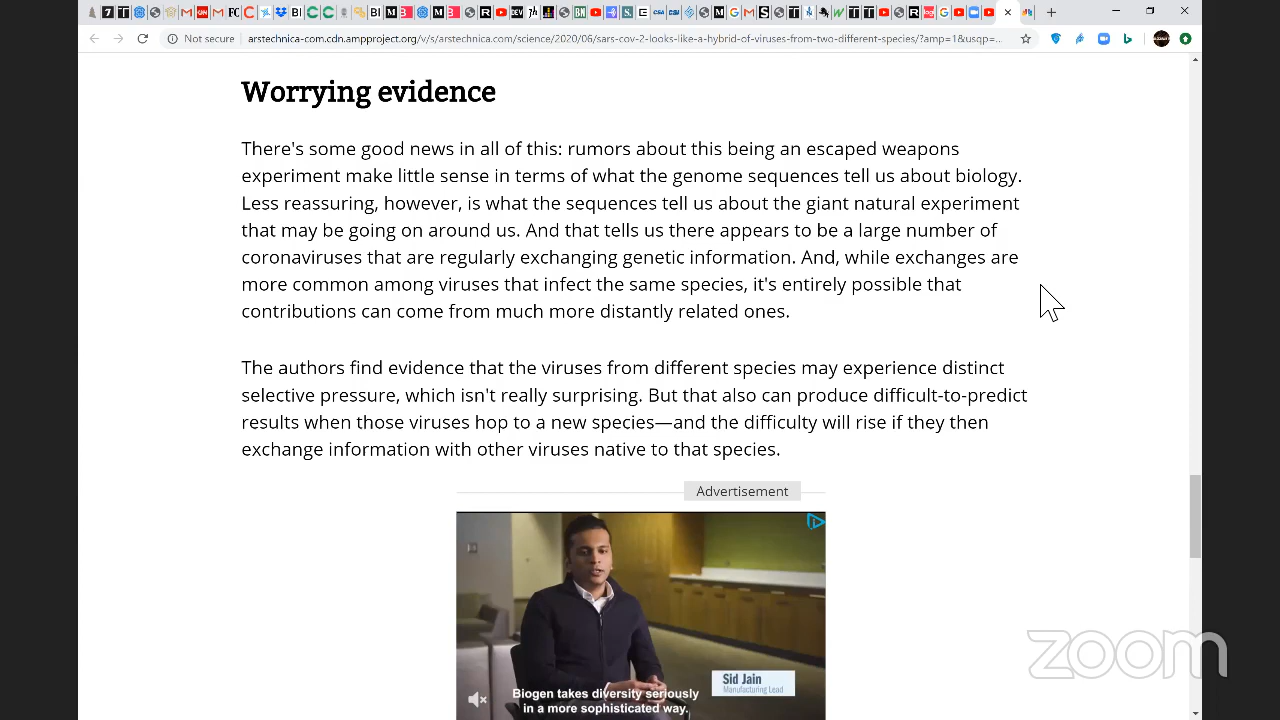 Not secure
arstechnica-com.cdn.ampproject.org/v/s/arstechnica.com/science/2020/06/sars-cov-2-looks-like-a-hybrid-of-viruses-from-two-different-species/?amp=1&usqp=...
Worrying evidence
There's some good news in all of this: rumors about this being an escaped weapons
experiment make little sense in terms of what the genome sequences tell us about biology.
Less reassuring, however, is what the sequences tell us about the giant natural experiment
that may be going on around us. And that tells us there appears to be a large number of
coronaviruses that are regularly exchanging genetic information. And, while exchanges are
more common among viruses that infect the same species, it's entirely possible that
contributions can come from much more distantly related ones.
The authors find evidence that the viruses from different species may experience distinct
selective pressure, which isn't really surprising. But that also can produce difficult-to-predict
results when those viruses hop to a new species—and the difficulty will rise if they then
exchange information with other viruses native to that species.
Advertisement
Sid Jain
Manufacturing Lead
Biogen takes diversity seriously
in a more sophisticated way.
zoom